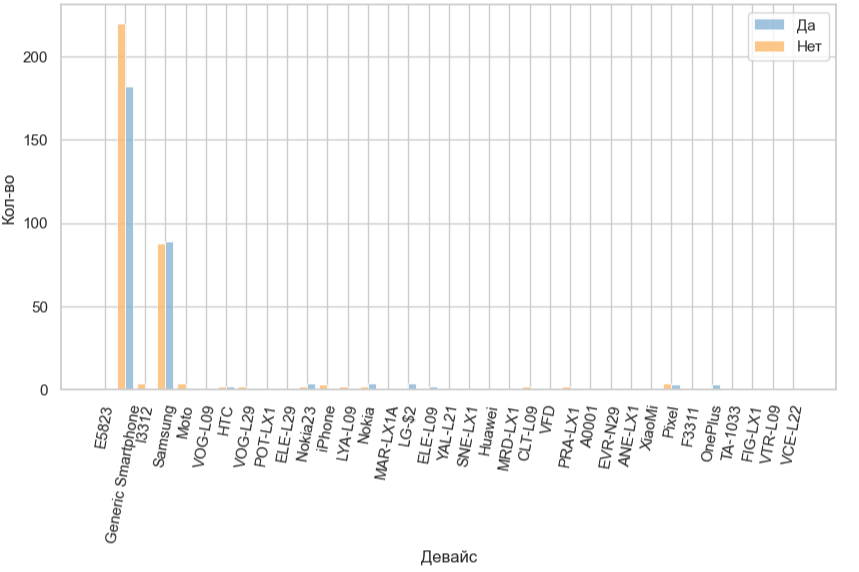 Да
Нет
200
150
100
50
0
Кол-во
E5823
Generic Smartphone
I3312
Samsung
Moto
VOG-L09
HTC
VOG-L29
POT-LX1
ELE-L29
Nokia23
iPhone
LYA-L09
Nokia
MAR-LX1A
LG-$2
ELE-L09
YAL-L21
SNE-LX1
Huawei
MRD-LX1
CLT-L09
VFD
PRA-LX1
A0001
EVR-N29
ANE-LX1
XiaoMi
Pixel
F3311
OnePlus
TA-1033
FIG-LX1
VTR-L09
VCE-L22
Девайс